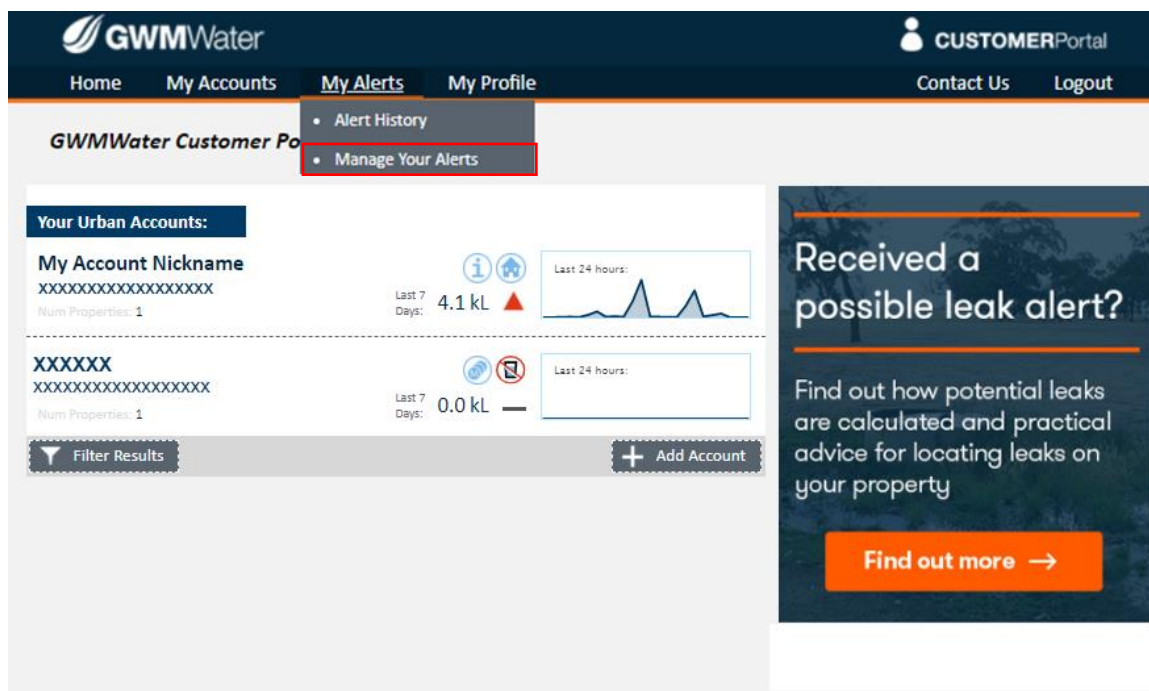 GWMWater
CUSTOMERPortal
Home My Accounts My Alerts My Profile Contact Us Logout
• Alert History
• Manage Your Alerts
GWMWater Customer Po
Your Urban Accounts:
My Account Nickname
xxxxxxxxxxxxxxxxxx
Num Properties: 1
Last 7
Days: 4.1 kL
Last 24 hours:
XXXXXX
XXXXXXXXXXXXXXXXXX
Num Properties: 1
Last 7
Days: 0.0 kL
Last 24 hours:
Filter Results
Add Account
Received a
possible leak alert?
Find out how potential leaks
are calculated and practical
advice for locating leaks on
your property
Find out more →